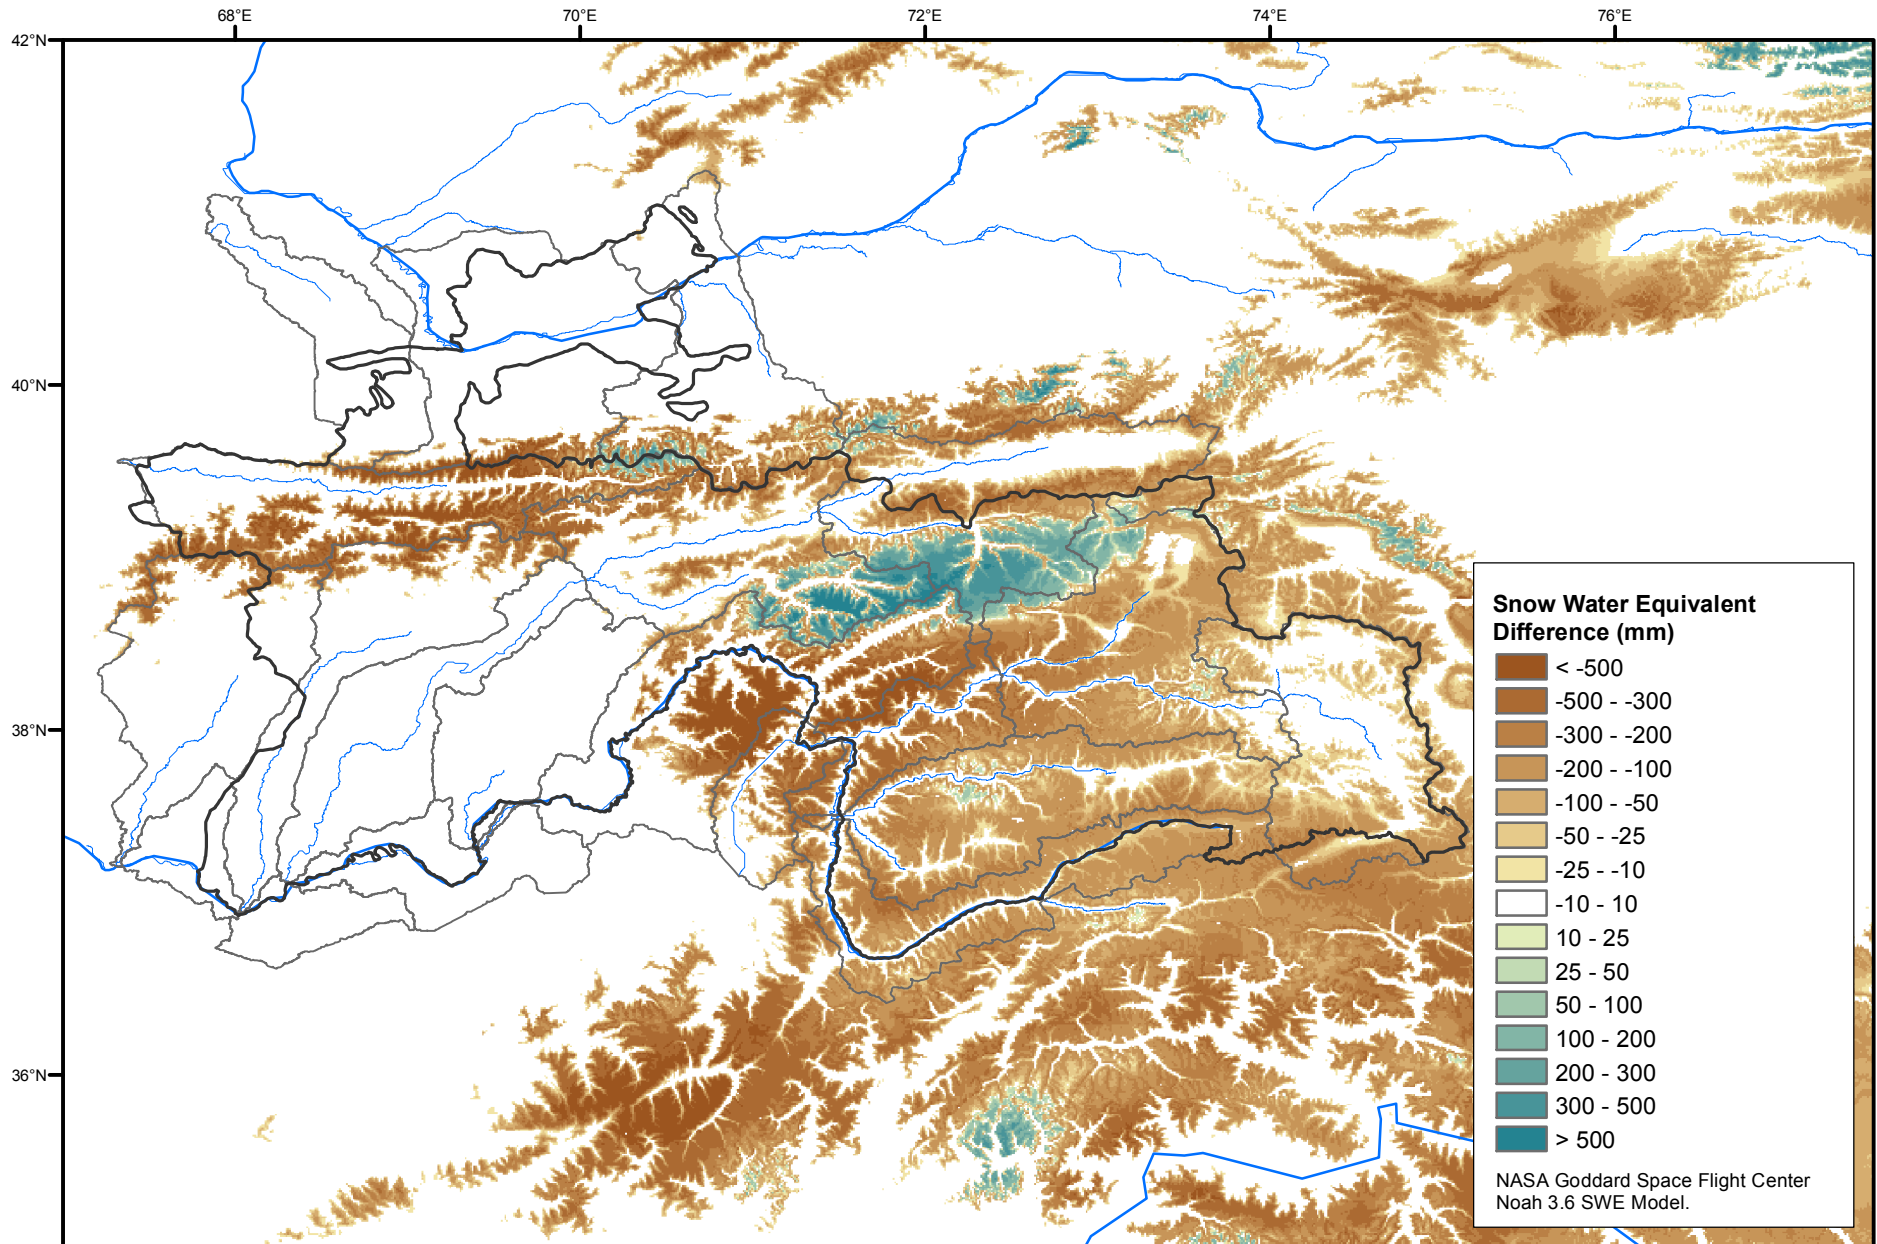 68°E
70°E
72°E
74°E
76°E
42°N
40°N
38°N
36°N
Snow Water Equivalent
Difference (mm)
< -500
-500 - -300
-300 - -200
-200 - -100
-100 - -50
-50 - -25
-25 - -10
-10 - 10
10 - 25
25 - 50
50 - 100
100 - 200
200 - 300
300 - 500
> 500
NASA Goddard Space Flight Center
Noah 3.6 SWE Model.